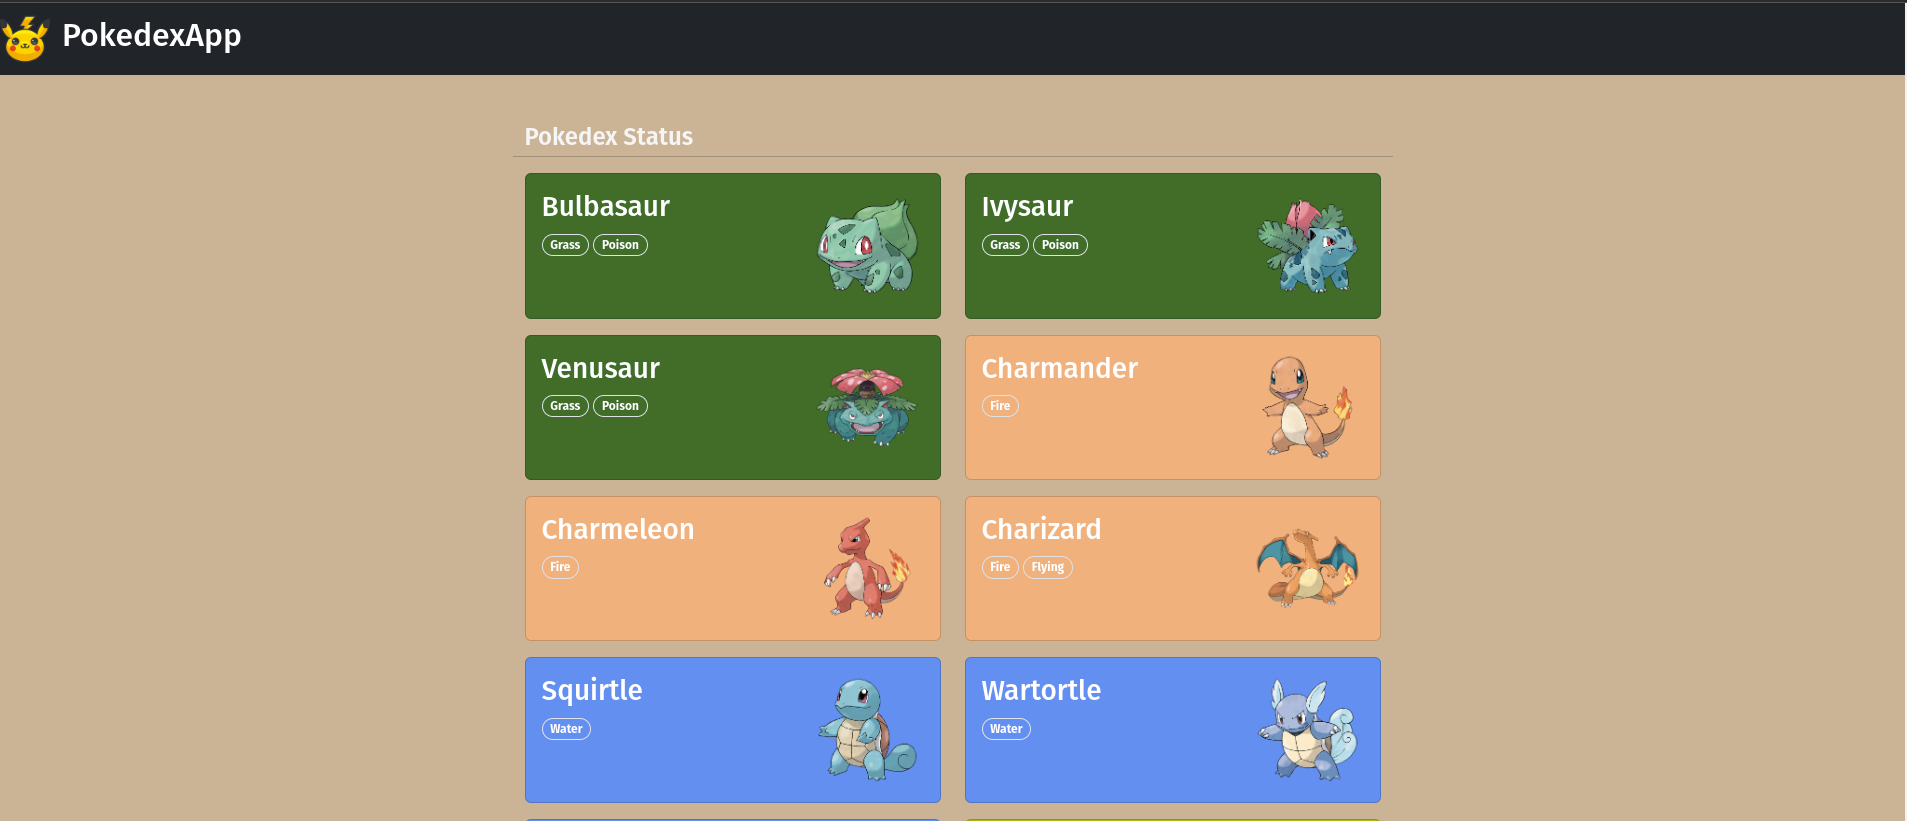 PokedexApp
Pokedex Status
Bulbasaur
Grass Poison
Ivysaur
Grass Poison
Venusaur
Grass Poison
Charmander
Fire
Charmeleon
Fire
Charizard
Fire Flying
Squirtle
Water
Wartortle
Water